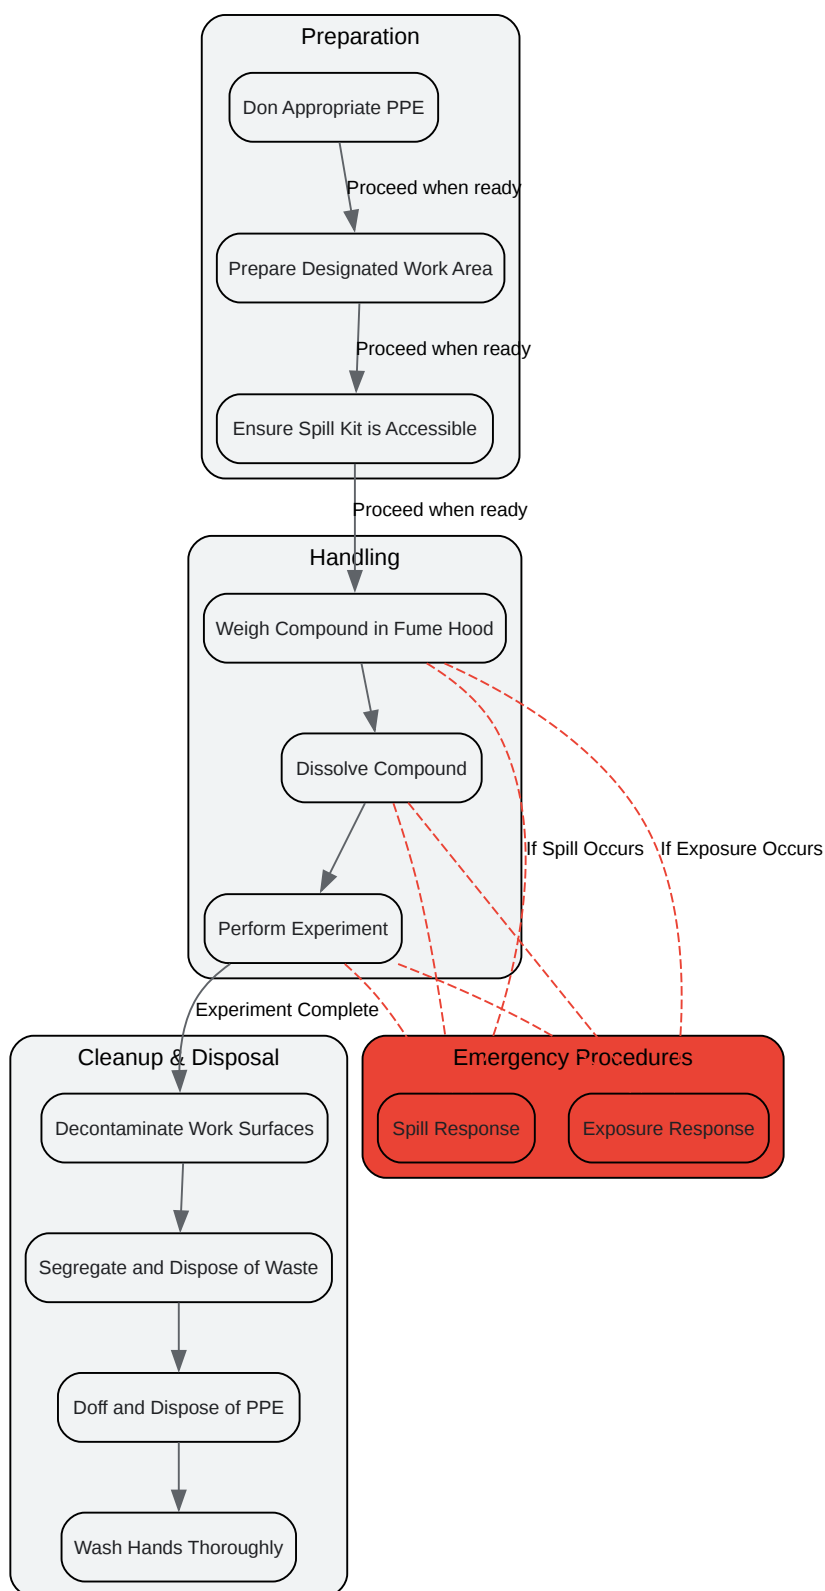 Preparation
Don Appropriate PPE
Proceed when ready
Prepare Designated Work Area
Proceed when ready
Ensure Spill Kit is Accessible
Proceed when ready
Handling
Weigh Compound in Fume Hood
Dissolve Compound
If Spill Occurs
If Exposure Occurs
Perform Experiment
Experiment Complete
Cleanup & Disposal
Emergency Procedures
Decontaminate Work Surfaces
Spill Response
Exposure Response
Segregate and Dispose of Waste
Doff and Dispose of PPE
Wash Hands Thoroughly